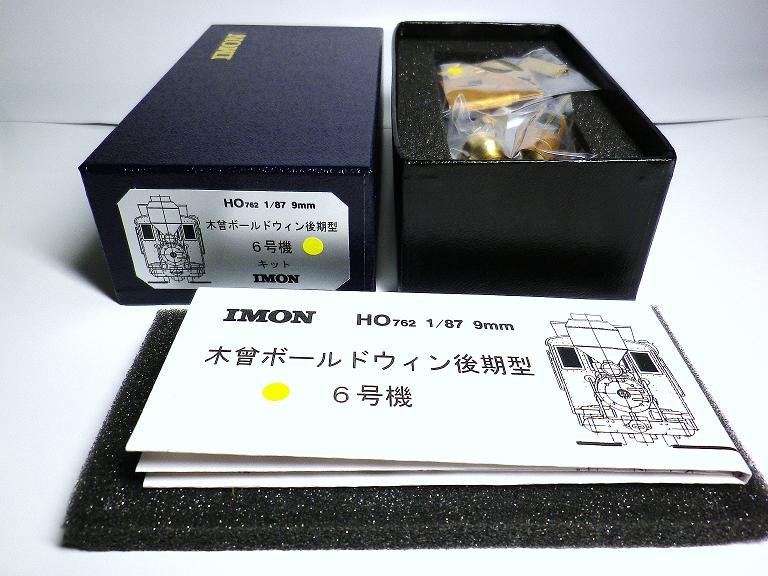 IMON
HO762 1/87 9mm
木曾ボールドウィン後期型
6号機
キット
IMON
IMON HO762 1/87 9mm
木曾ボールドウィン後期型
6号機